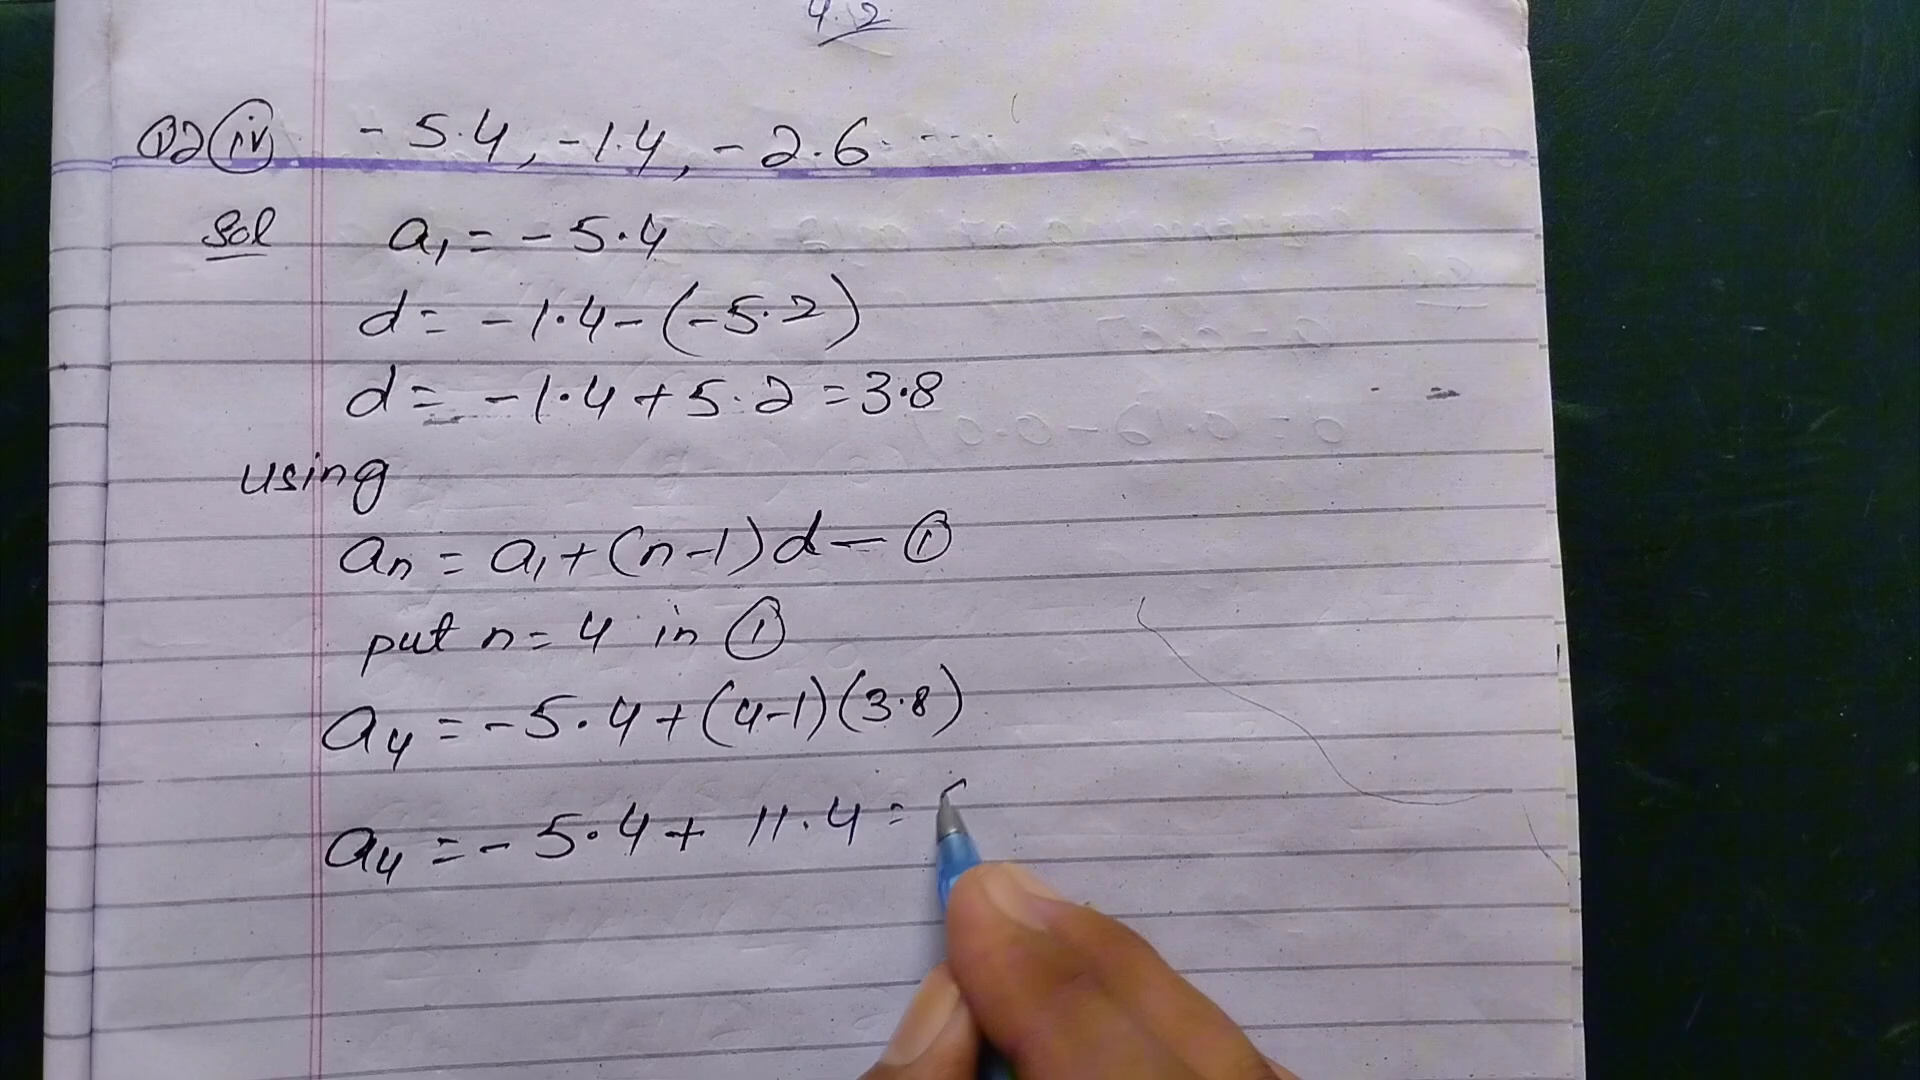 4.2
Q2(iv) -5.4, -1.4, -2.6 ....
Sol a₁ = -5.4
d = -1.4-(-5.2)
d = -1.4+5.2=3.8
using
aₙ = a₁+(n-1)d — ①
put n=4 in ①
a₄ = -5.4+(4-1)(3.8)
a₄ = -5.4+ 11.4 =